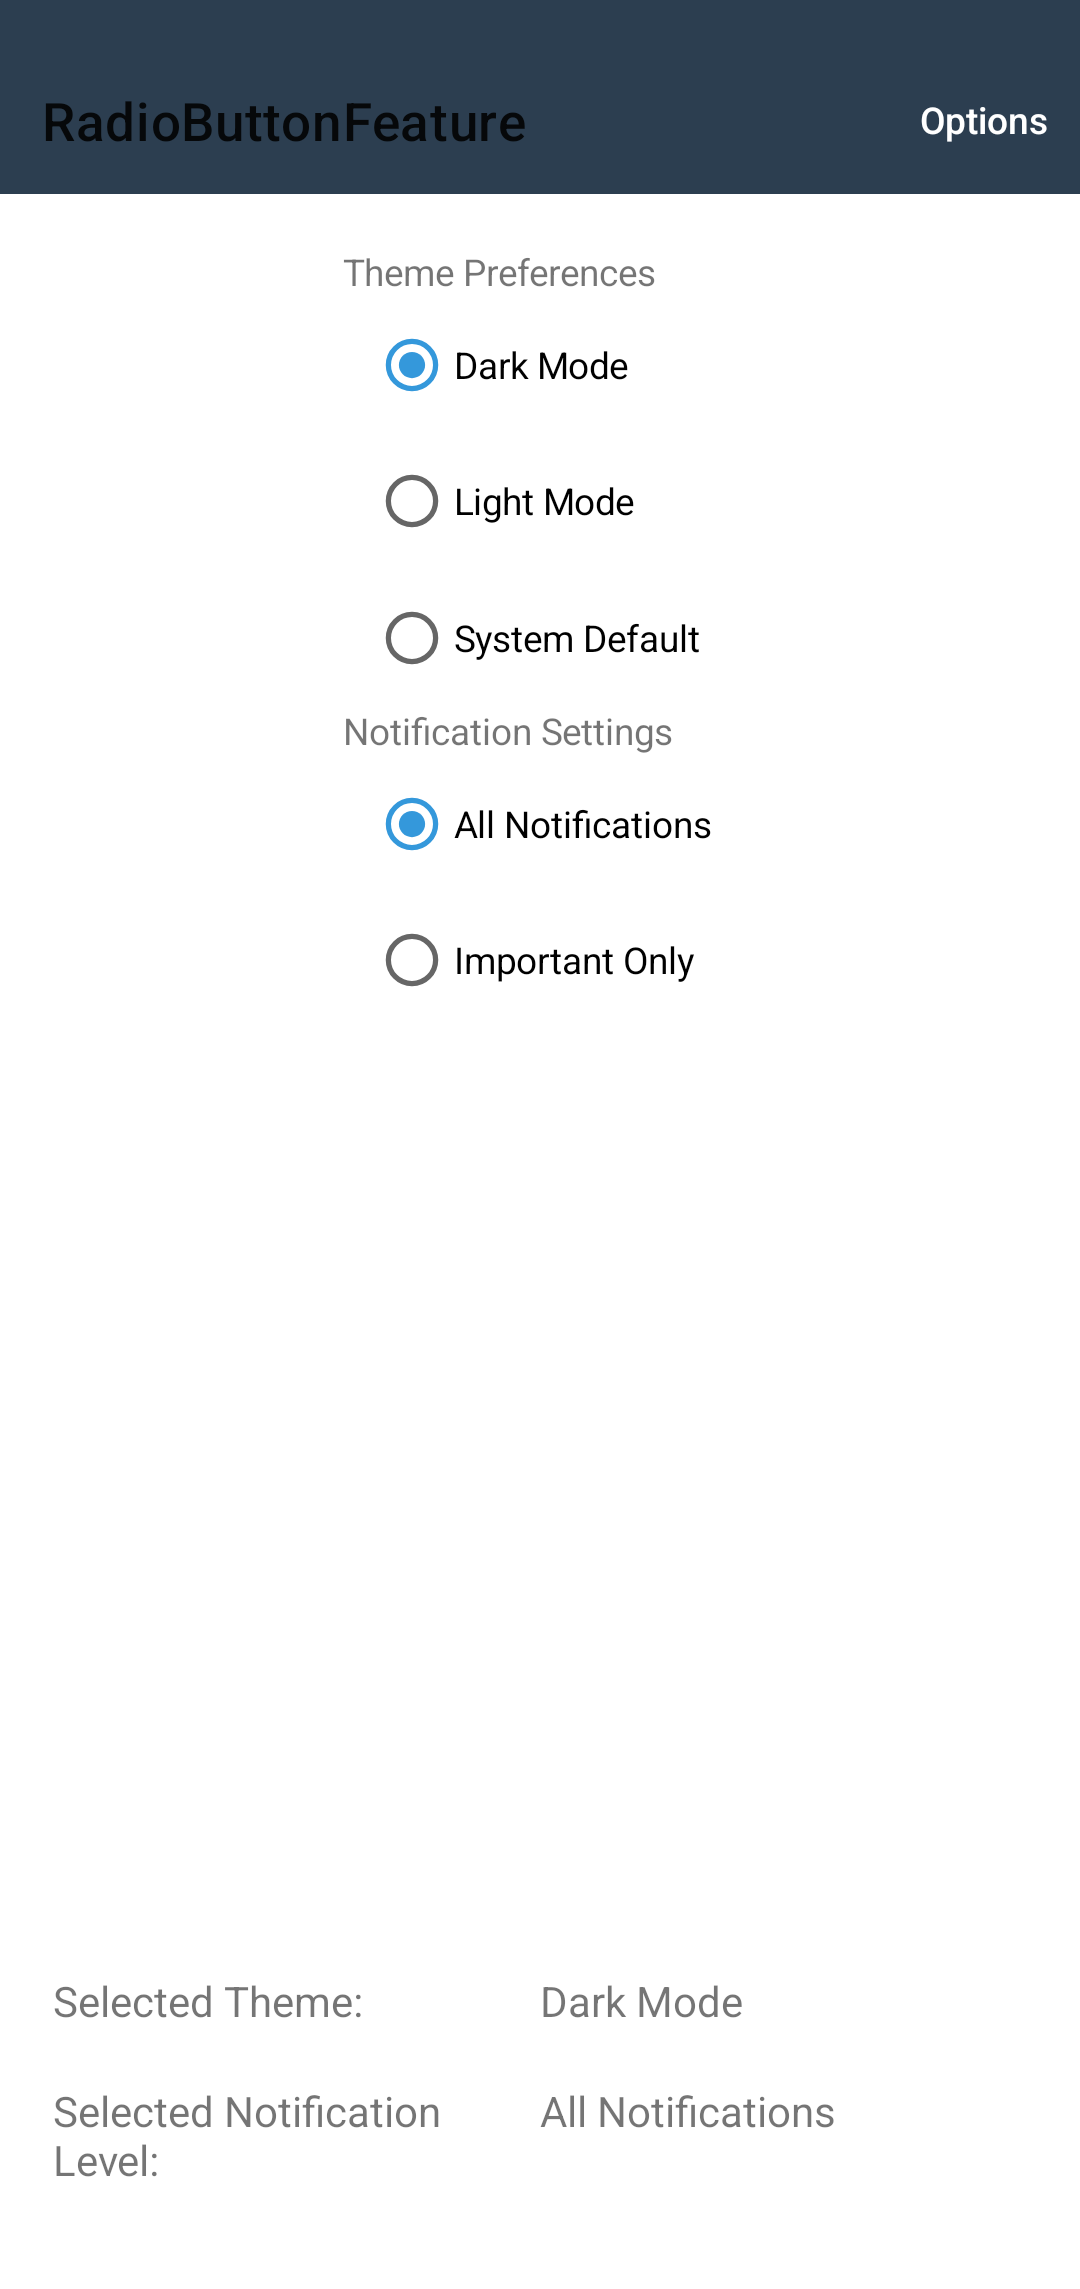 RadioButtonFeature
Options
Theme Preferences
Dark Mode
Light Mode
System Default
Notification Settings
All Notifications
Important Only
Selected Theme:
Dark Mode
Selected Notification
Level:
All Notifications